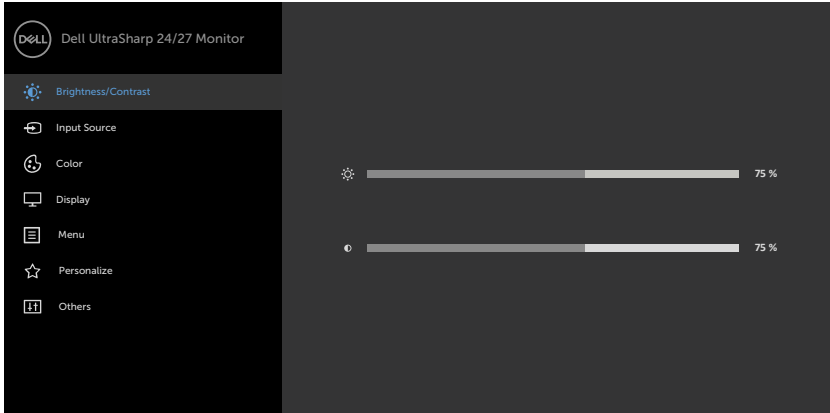 DELL
Dell UltraSharp 24/27 Monitor
Brightness/Contrast
Input Source
Color
Display
Menu
Personalize
Others
75 %
75 %